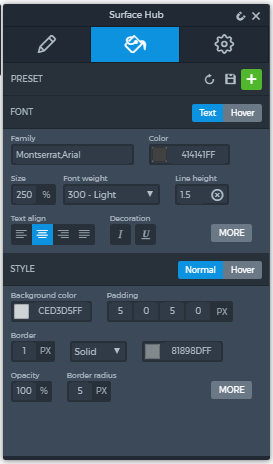 Surface Hub
PRESET
FONT Text Hover
Family Color
Montserrat,Arial 414141FF
Size Font weight Line height
250 % 300 - Light 1.5
Text align Decoration
I U MORE
STYLE Normal Hover
Background color Padding
CED3D5FF 5 0 5 0 PX
Border
1 PX Solid 81898DFF
Opacity Border radius
100 % 5 PX MORE